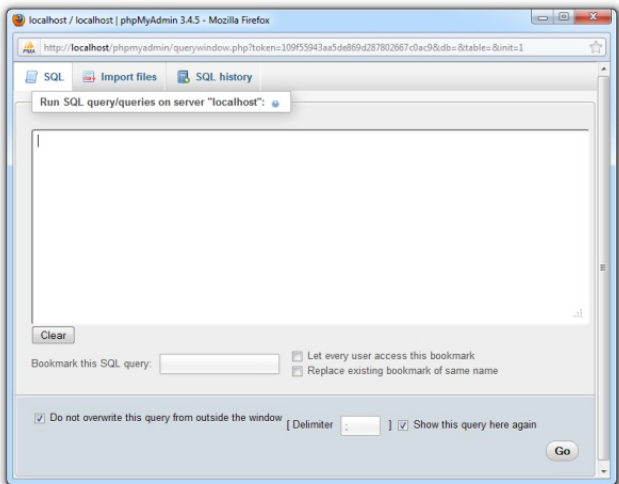 localhost / localhost | phpMyAdmin 3.4.5 - Mozilla Firefox
PMA http://localhost/phpmyadmin/querywindow.php?token=109f55943aa5de869d287802667c0ac9&db=&table=&init=1
SQL Import files SQL history
Run SQL query/queries on server "localhost":
Clear
Bookmark this SQL query: Let every user access this bookmark
Replace existing bookmark of same name
Do not overwrite this query from outside the window [ Delimiter ; ] Show this query here again
Go